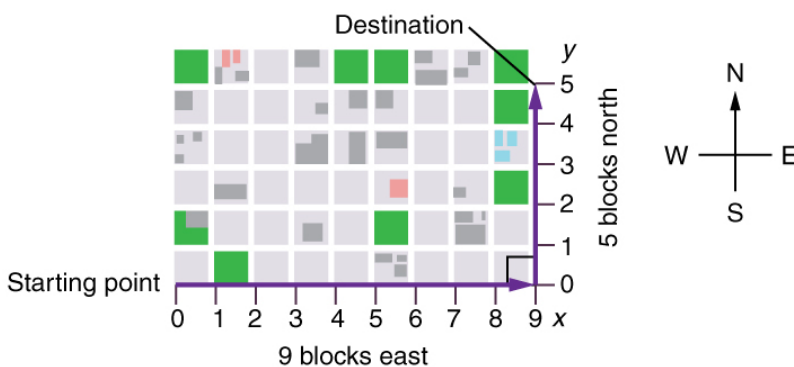 Destination
y
5
4
3
2
1
0
5 blocks north
N
W
E
S
Starting point
0 1 2 3 4 5 6 7 8 9 x
9 blocks east